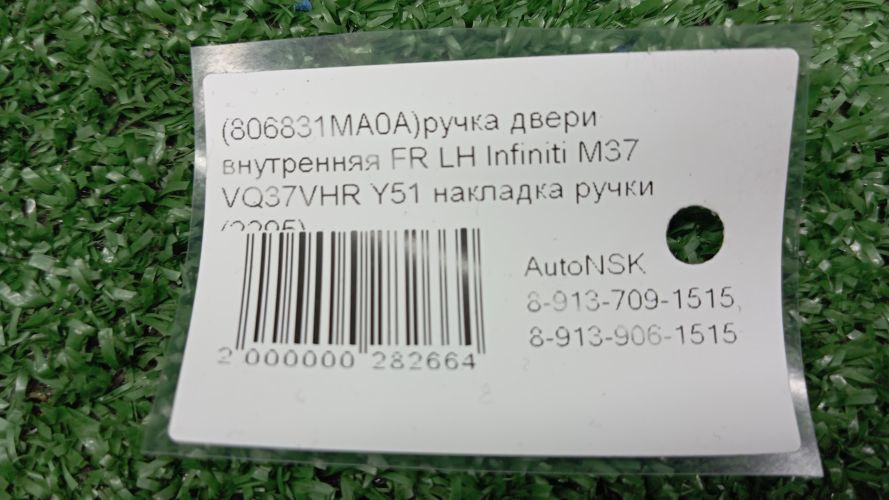 (806831MA0A)ручка двери
внутренняя FR LH Infiniti M37
VQ37VHR Y51 накладка ручки
AutoNSK
8-913-709-1515,
8-913-906-1515
2 000000 282664